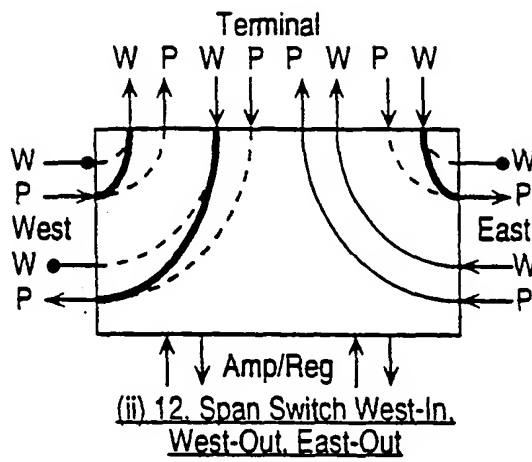 Terminal
W P W P P W P W
W W
P P
West East
W W
P P
Amp/Reg
(ii) 12. Span Switch West-In,
West-Out, East-Out